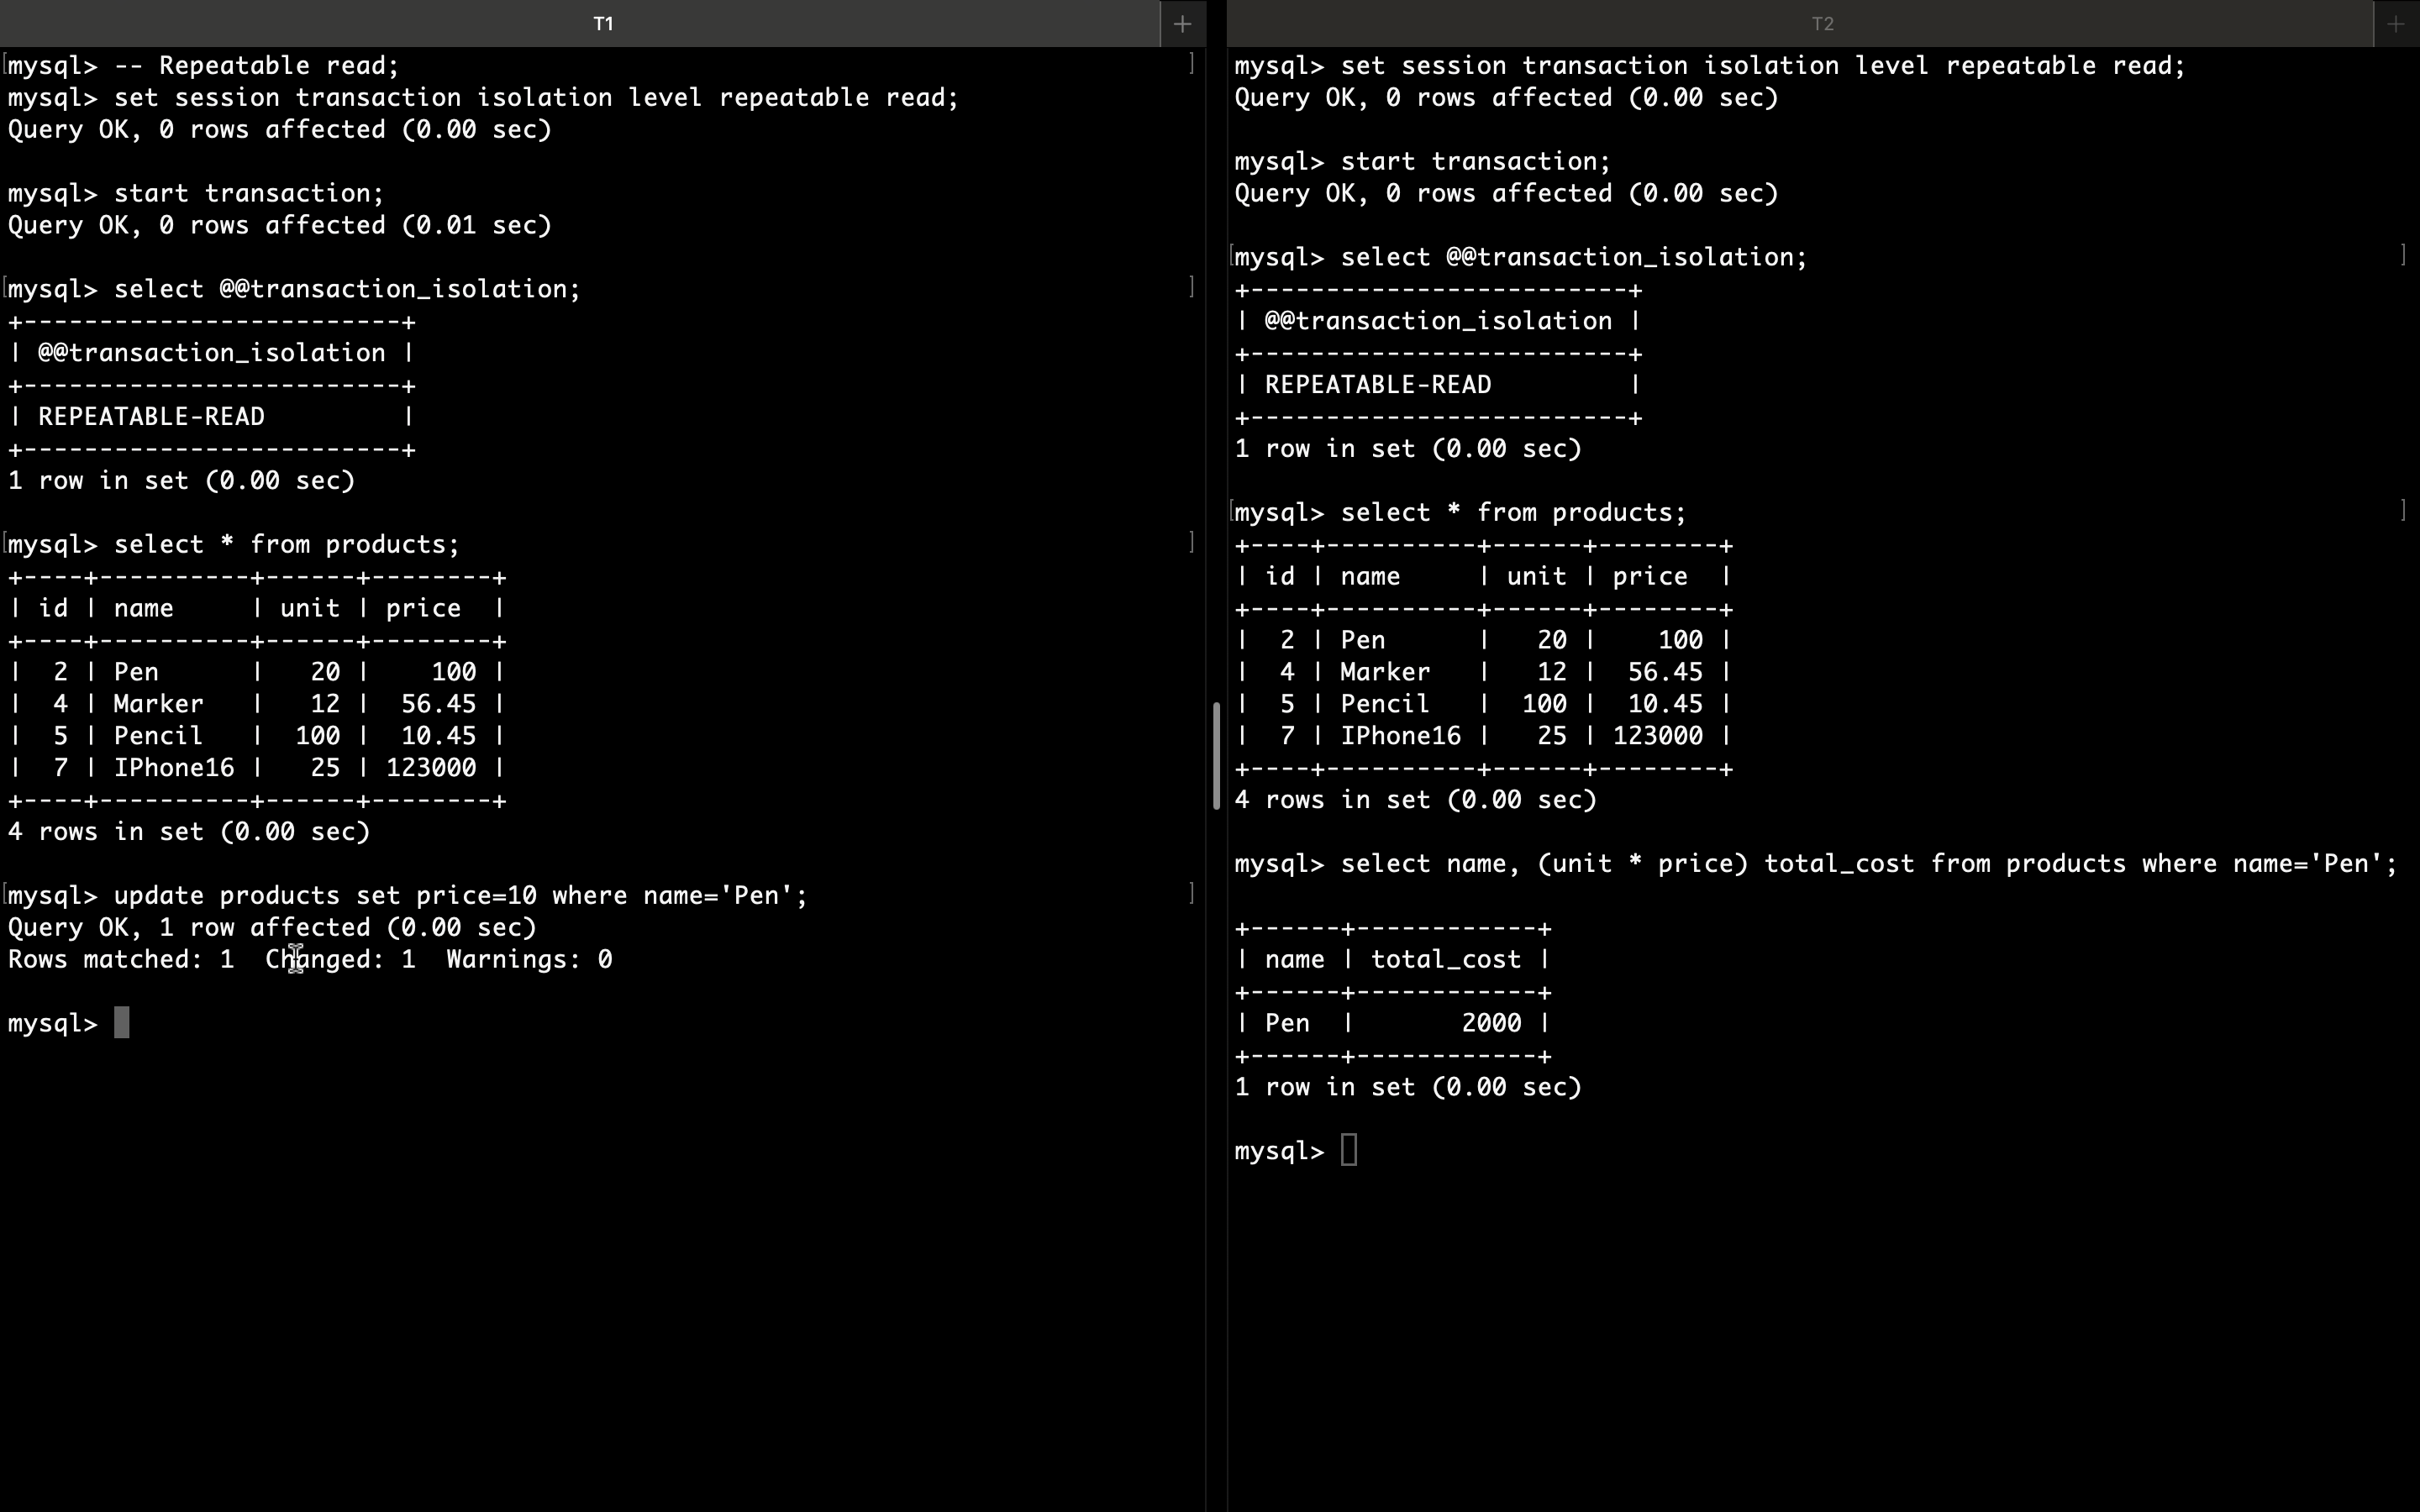 T1
mysql> -- Repeatable read;
mysql> set session transaction isolation level repeatable read;
Query OK, 0 rows affected (0.00 sec)
mysql> start transaction;
Query OK, 0 rows affected (0.01 sec)
mysql> select @@transaction_isolation;
+-------------------------+
| @@transaction_isolation |
+-------------------------+
| REPEATABLE-READ         |
+-------------------------+
1 row in set (0.00 sec)
mysql> select * from products;
+----+----------+------+--------+
| id | name     | unit | price  |
+----+----------+------+--------+
|  2 | Pen      |   20 |    100 |
|  4 | Marker   |   12 |  56.45 |
|  5 | Pencil   |  100 |  10.45 |
|  7 | IPhone16 |   25 | 123000 |
+----+----------+------+--------+
4 rows in set (0.00 sec)
mysql> update products set price=10 where name='Pen';
Query OK, 1 row affected (0.00 sec)
Rows matched: 1  Changed: 1  Warnings: 0
mysql>
T2
mysql> set session transaction isolation level repeatable read;
Query OK, 0 rows affected (0.00 sec)
mysql> start transaction;
Query OK, 0 rows affected (0.00 sec)
mysql> select @@transaction_isolation;
+-------------------------+
| @@transaction_isolation |
+-------------------------+
| REPEATABLE-READ         |
+-------------------------+
1 row in set (0.00 sec)
mysql> select * from products;
+----+----------+------+--------+
| id | name     | unit | price  |
+----+----------+------+--------+
|  2 | Pen      |   20 |    100 |
|  4 | Marker   |   12 |  56.45 |
|  5 | Pencil   |  100 |  10.45 |
|  7 | IPhone16 |   25 | 123000 |
+----+----------+------+--------+
4 rows in set (0.00 sec)
mysql> select name, (unit * price) total_cost from products where name='Pen';
+------+------------+
| name | total_cost |
+------+------------+
| Pen  |       2000 |
+------+------------+
1 row in set (0.00 sec)
mysql>